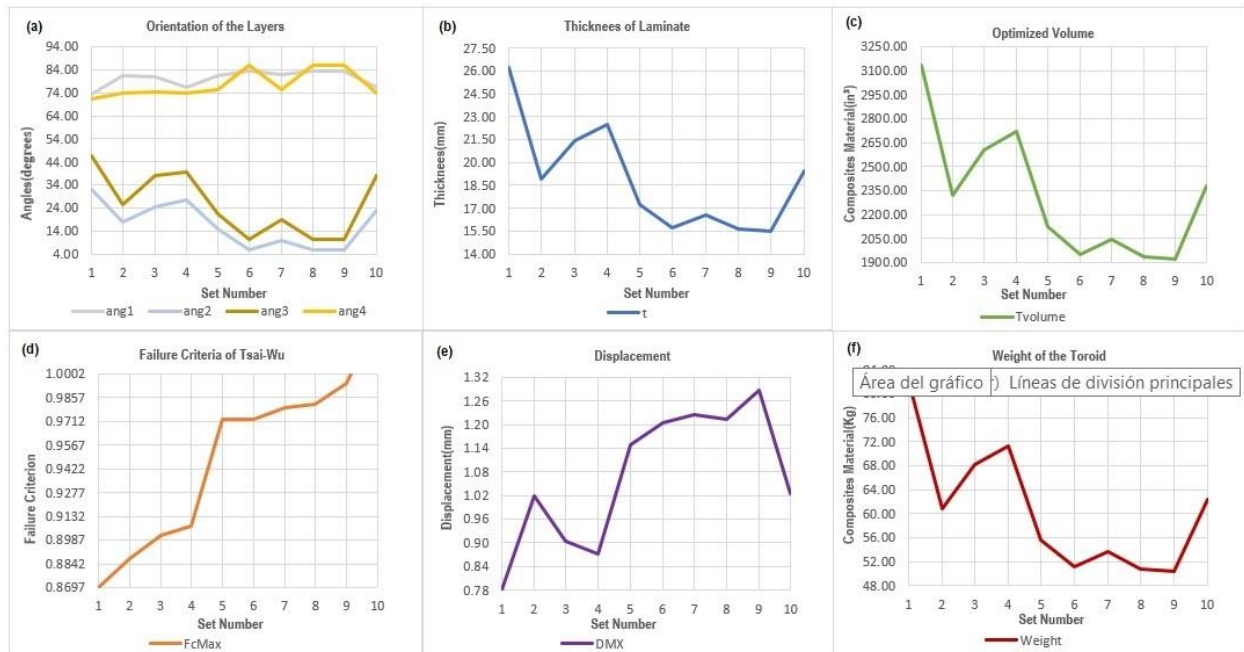 (a) Orientation of the Layers
94.00
84.00
74.00
64.00
54.00
44.00
34.00
24.00
14.00
4.00
Angles(degrees)
1 2 3 4 5 6 7 8 9 10
Set Number
ang1 ang2 ang3 ang4
(b) Thicknees of Laminate
27.50
26.00
24.50
23.00
21.50
20.00
18.50
17.00
15.50
14.00
Thicknees(mm)
1 2 3 4 5 6 7 8 9 10
Set Number
t
(c) Optimized Volume
3250.00
3100.00
2950.00
2800.00
2650.00
2500.00
2350.00
2200.00
2050.00
1900.00
Composites Material(in³)
1 2 3 4 5 6 7 8 9 10
Set Number
Tvolume
(d) Failure Criteria of Tsai-Wu
1.0002
0.9857
0.9712
0.9567
0.9422
0.9277
0.9132
0.8987
0.8842
0.8697
Failure Criterion
1 2 3 4 5 6 7 8 9 10
Set Number
FcMax
(e) Displacement
1.32
1.26
1.20
1.14
1.08
1.02
0.96
0.90
0.84
0.78
Displacement(mm)
1 2 3 4 5 6 7 8 9 10
Set Number
DMX
(f) Weight of the Toroid
Área del gráfico r) Líneas de división principales
76.00
72.00
68.00
64.00
60.00
56.00
52.00
48.00
Composites Material(Kg)
1 2 3 4 5 6 7 8 9 10
Set Number
Weight